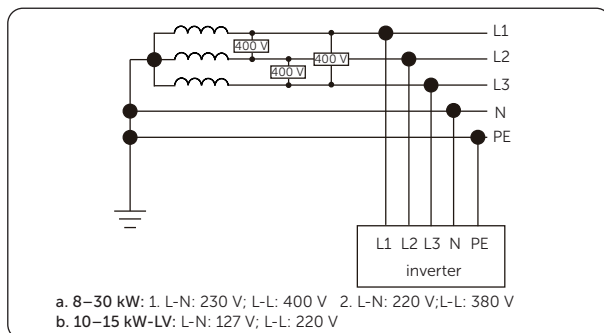 L1
400 V
L2
400 V
400 V
L3
N
PE
L1 L2 L3 N PE
inverter
a. 8–30 kW: 1. L-N: 230 V; L-L: 400 V 2. L-N: 220 V;L-L: 380 V
b. 10–15 kW-LV: L-N: 127 V; L-L: 220 V